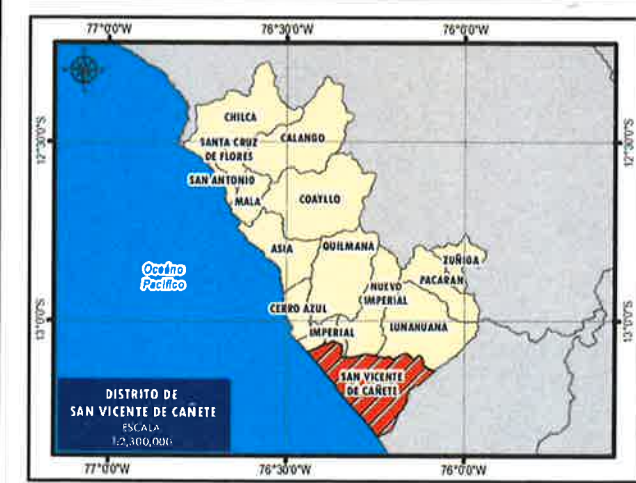 77°0'0"W 76°30'0"W 76°0'0"W
12°30'0"S 12°30'0"S
CHILCA
CALANGO
SANTA CRUZ
DE FLORES
SAN ANTONIO
MALA
COAYLLO
ASIA
QUILMANA
ZUÑIGA
PACARAN
NUEVO
IMPERIAL
Océano
Pacífico
CERRO AZUL
IMPERIAL
LUNAHUANA
13°0'0"S 13°0'0"S
SAN VICENTE
DE CAÑETE
DISTRITO DE
SAN VICENTE DE CAÑETE
ESCALA
1:2,300,000
77°0'0"W 76°30'0"W 76°0'0"W